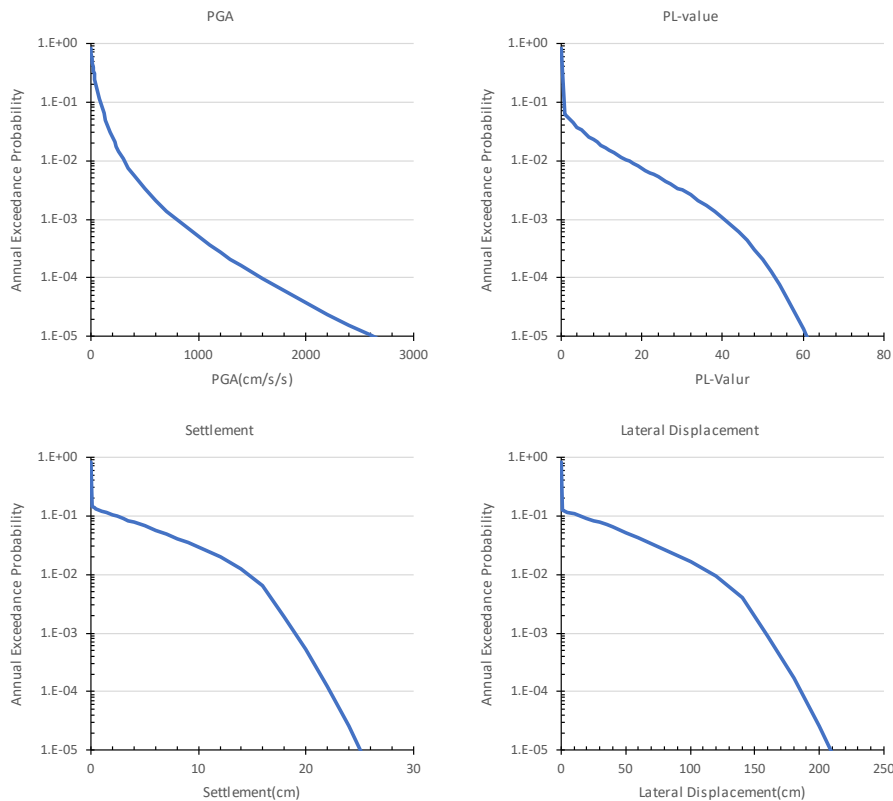 PGA
1.E+00
1.E-01
1.E-02
1.E-03
1.E-04
1.E-05
Annual Exceedance Probability
0 1000 2000 3000
PGA(cm/s/s)
PL-value
1.E+00
1.E-01
1.E-02
1.E-03
1.E-04
1.E-05
Annual Exceedance Probability
0 20 40 60 80
PL-Valur
Settlement
1.E+00
1.E-01
1.E-02
1.E-03
1.E-04
1.E-05
Annual Exceedance Probability
0 10 20 30
Settlement(cm)
Lateral Displacement
1.E+00
1.E-01
1.E-02
1.E-03
1.E-04
1.E-05
Annual Exceedance Probability
0 50 100 150 200 250
Lateral Displacement(cm)